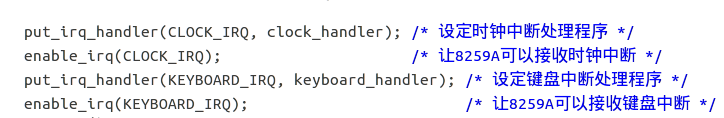 put_irq_handler(CLOCK_IRQ, clock_handler); /* 设定时钟中断处理程序 */
enable_irq(CLOCK_IRQ); /* 让8259A可以接收时钟中断 */
put_irq_handler(KEYBOARD_IRQ, keyboard_handler); /* 设定键盘中断处理程序 */
enable_irq(KEYBOARD_IRQ); /* 让8259A可以接收键盘中断 */